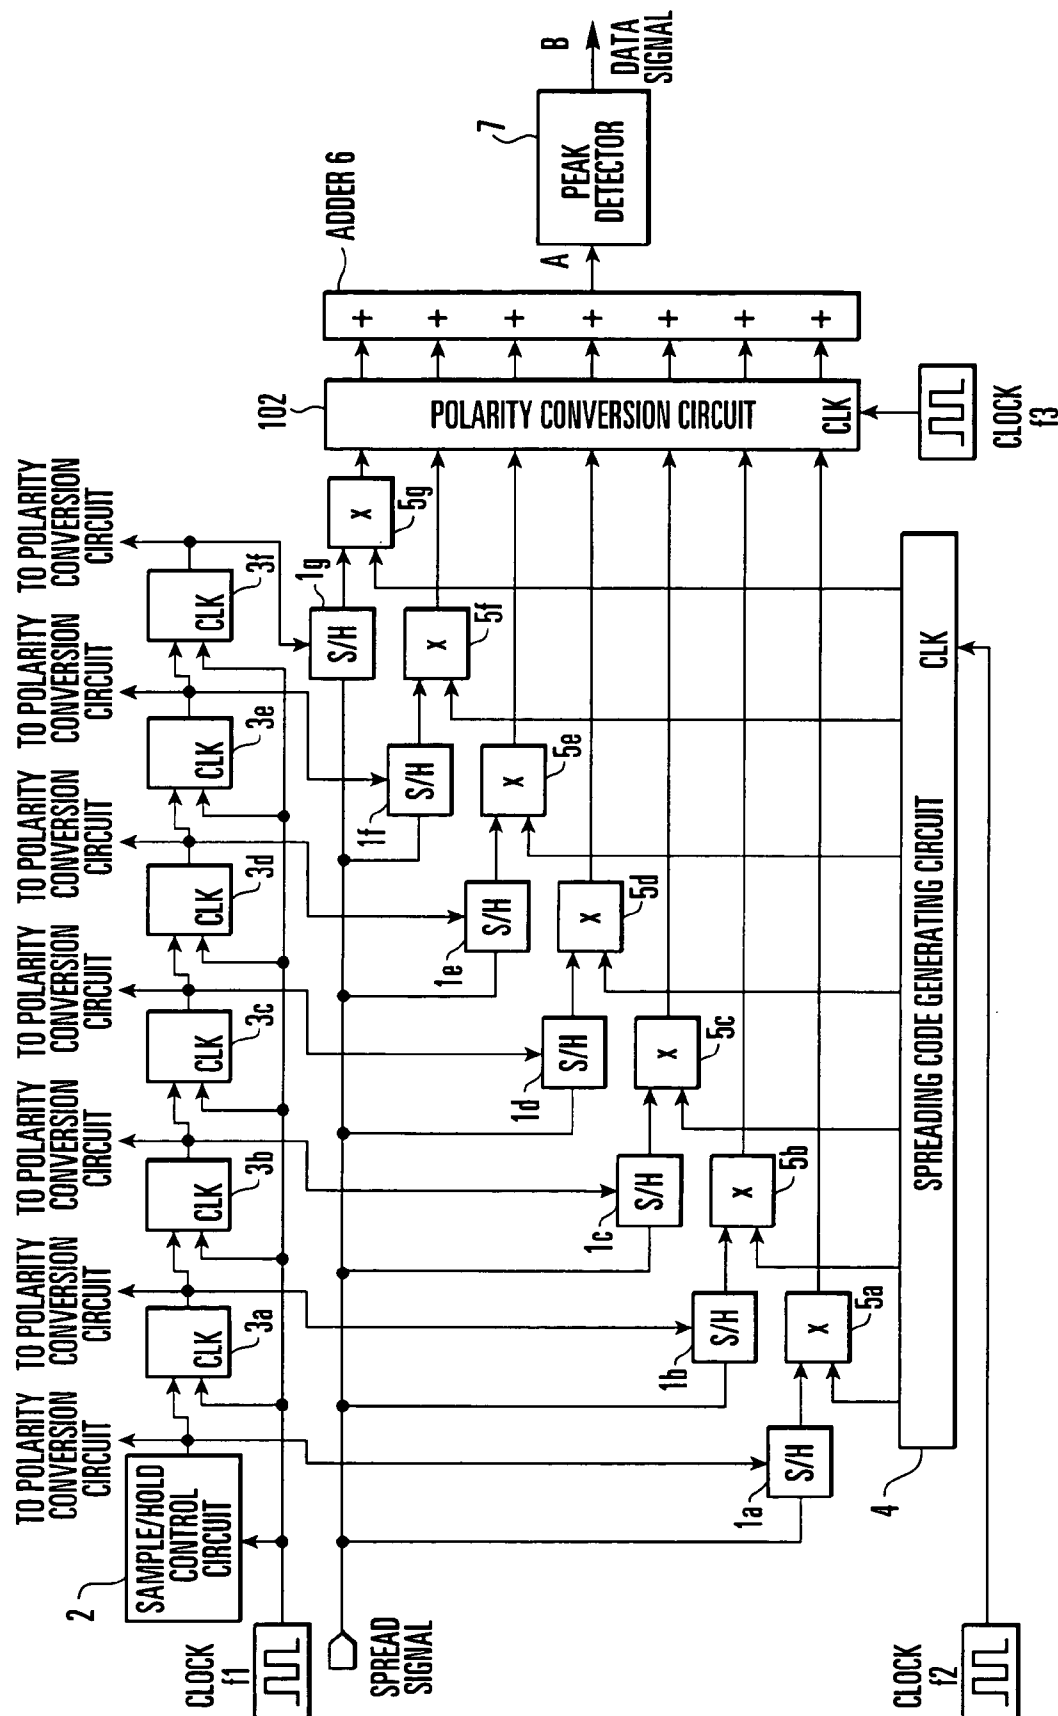 TO POLARITY
CONVERSION
CIRCUIT
TO POLARITY
CONVERSION
CIRCUIT
TO POLARITY
CONVERSION
CIRCUIT
TO POLARITY
CONVERSION
CIRCUIT
TO POLARITY
CONVERSION
CIRCUIT
TO POLARITY
CONVERSION
CIRCUIT
TO POLARITY
CONVERSION
CIRCUIT
2
SAMPLE/HOLD
CONTROL
CIRCUIT
CLK
3a
CLK
3b
CLK
3c
CLK
3d
CLK
3e
CLK
3f
CLOCK
f1
SPREAD
SIGNAL
S/H
1g
X
5g
S/H
1f
X
5f
S/H
1e
X
5e
S/H
1d
X
5d
S/H
1c
X
5c
S/H
1b
X
5b
S/H
1a
X
5a
4
SPREADING CODE GENERATING CIRCUIT
CLK
CLOCK
f2
102
POLARITY CONVERSION CIRCUIT
CLK
CLOCK
f3
ADDER 6
+
+
+
+
+
+
+
A
7
PEAK
DETECTOR
B
DATA
SIGNAL